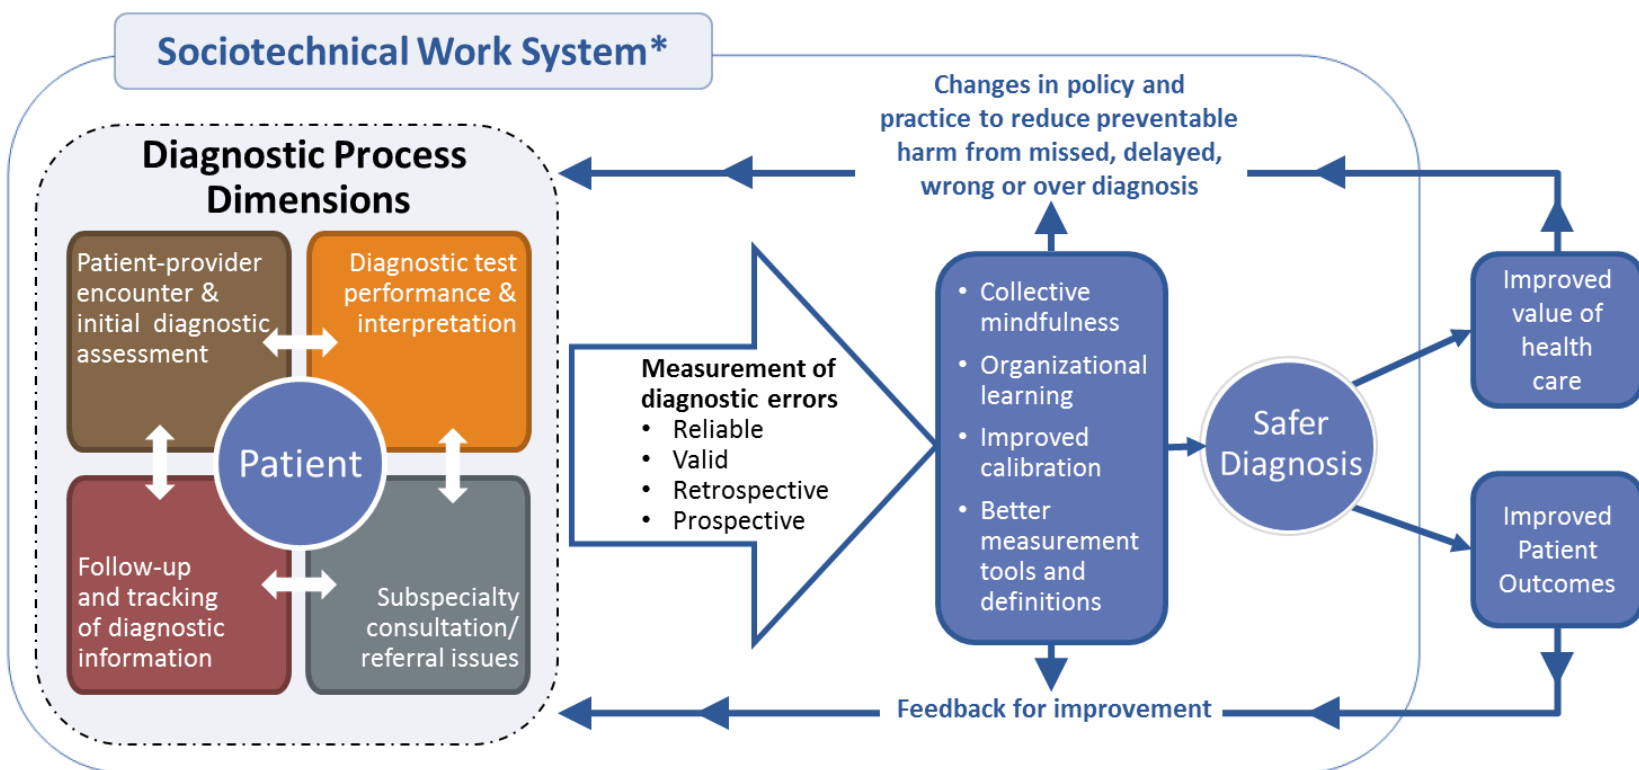 Sociotechnical Work System*
Diagnostic Process
Dimensions
Patient-provider
encounter &
initial diagnostic
assessment
Diagnostic test
performance &
interpretation
Patient
Follow-up
and tracking
of diagnostic
information
Subspecialty
consultation/
referral issues
Measurement of
diagnostic errors
• Reliable
• Valid
• Retrospective
• Prospective
Changes in policy and
practice to reduce preventable
harm from missed, delayed,
wrong or over diagnosis
• Collective
mindfulness
• Organizational
learning
• Improved
calibration
• Better
measurement
tools and
definitions
Feedback for improvement
Safer
Diagnosis
Improved
value of
health
care
Improved
Patient
Outcomes